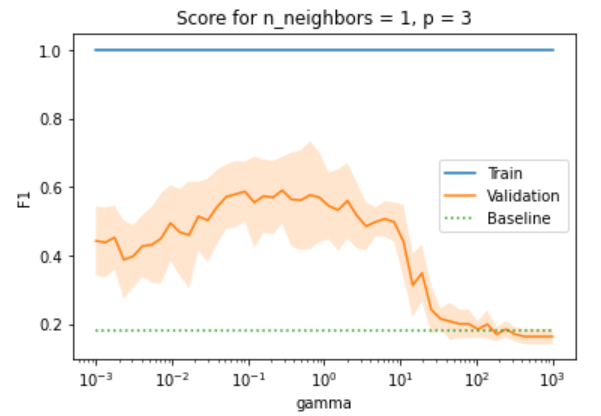 Score for n_neighbors = 1, p = 3
1.0
0.8
0.6
0.4
0.2
F1
Train
Validation
Baseline
10⁻³ 10⁻² 10⁻¹ 10⁰ 10¹ 10² 10³
gamma